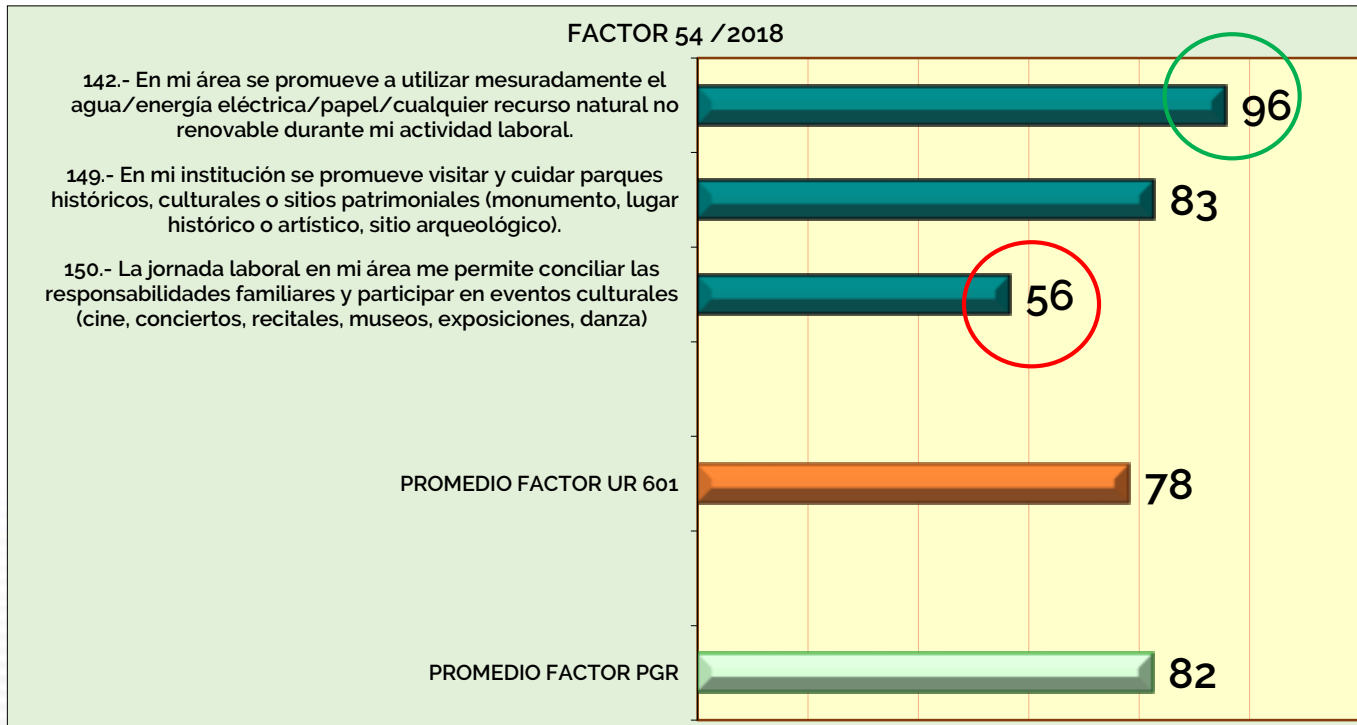 FACTOR 54 /2018
142.- En mi área se promueve a utilizar mesuradamente el
agua/energía eléctrica/papel/cualquier recurso natural no
renovable durante mi actividad laboral.
96
149.- En mi institución se promueve visitar y cuidar parques
históricos, culturales o sitios patrimoniales (monumento, lugar
histórico o artístico, sitio arqueológico).
83
150.- La jornada laboral en mi área me permite conciliar las
responsabilidades familiares y participar en eventos culturales
(cine, conciertos, recitales, museos, exposiciones, danza)
56
PROMEDIO FACTOR UR 601
78
PROMEDIO FACTOR PGR
82